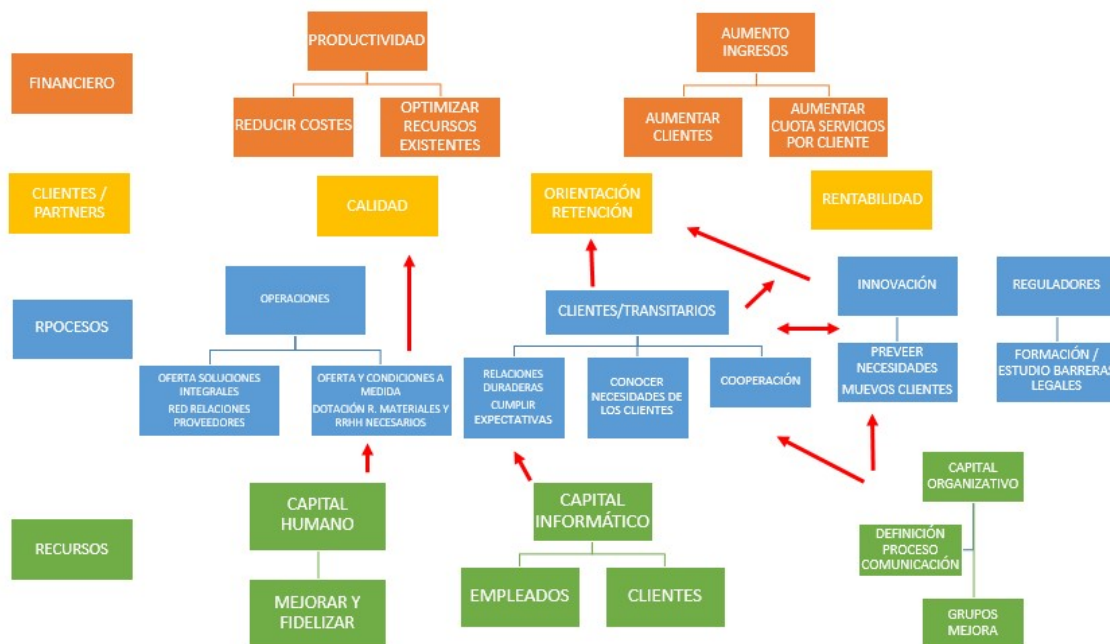 PRODUCTIVIDAD
AUMENTO
INGRESOS
FINANCIERO
REDUCIR COSTES
OPTIMIZAR
RECURSOS
EXISTENTES
AUMENTAR
CLIENTES
AUMENTAR
CUOTA SERVICIOS
POR CLIENTE
CLIENTES /
PARTNERS
CALIDAD
ORIENTACIÓN
RETENCIÓN
RENTABILIDAD
RPOCESOS
OPERACIONES
CLIENTES/TRANSITARIOS
INNOVACIÓN
REGULADORES
OFERTA SOLUCIONES
INTEGRALES
RED RELACIONES
PROVEEDORES
OFERTA Y CONDICIONES A
MEDIDA
DOTACIÓN R. MATERIALES Y
RRHH NECESARIOS
RELACIONES
DURADERAS
CUMPLIR
EXPECTATIVAS
CONOCER
NECESIDADES DE
LOS CLIENTES
COOPERACIÓN
PREVEER
NECESIDADES
MUEVOS CLIENTES
FORMACIÓN /
ESTUDIO BARRERAS
LEGALES
RECURSOS
CAPITAL
HUMANO
CAPITAL
INFORMÁTICO
CAPITAL
ORGANIZATIVO
DEFINICIÓN
PROCESO
COMUNICACIÓN
MEJORAR Y
FIDELIZAR
EMPLEADOS
CLIENTES
GRUPOS
MEJORA